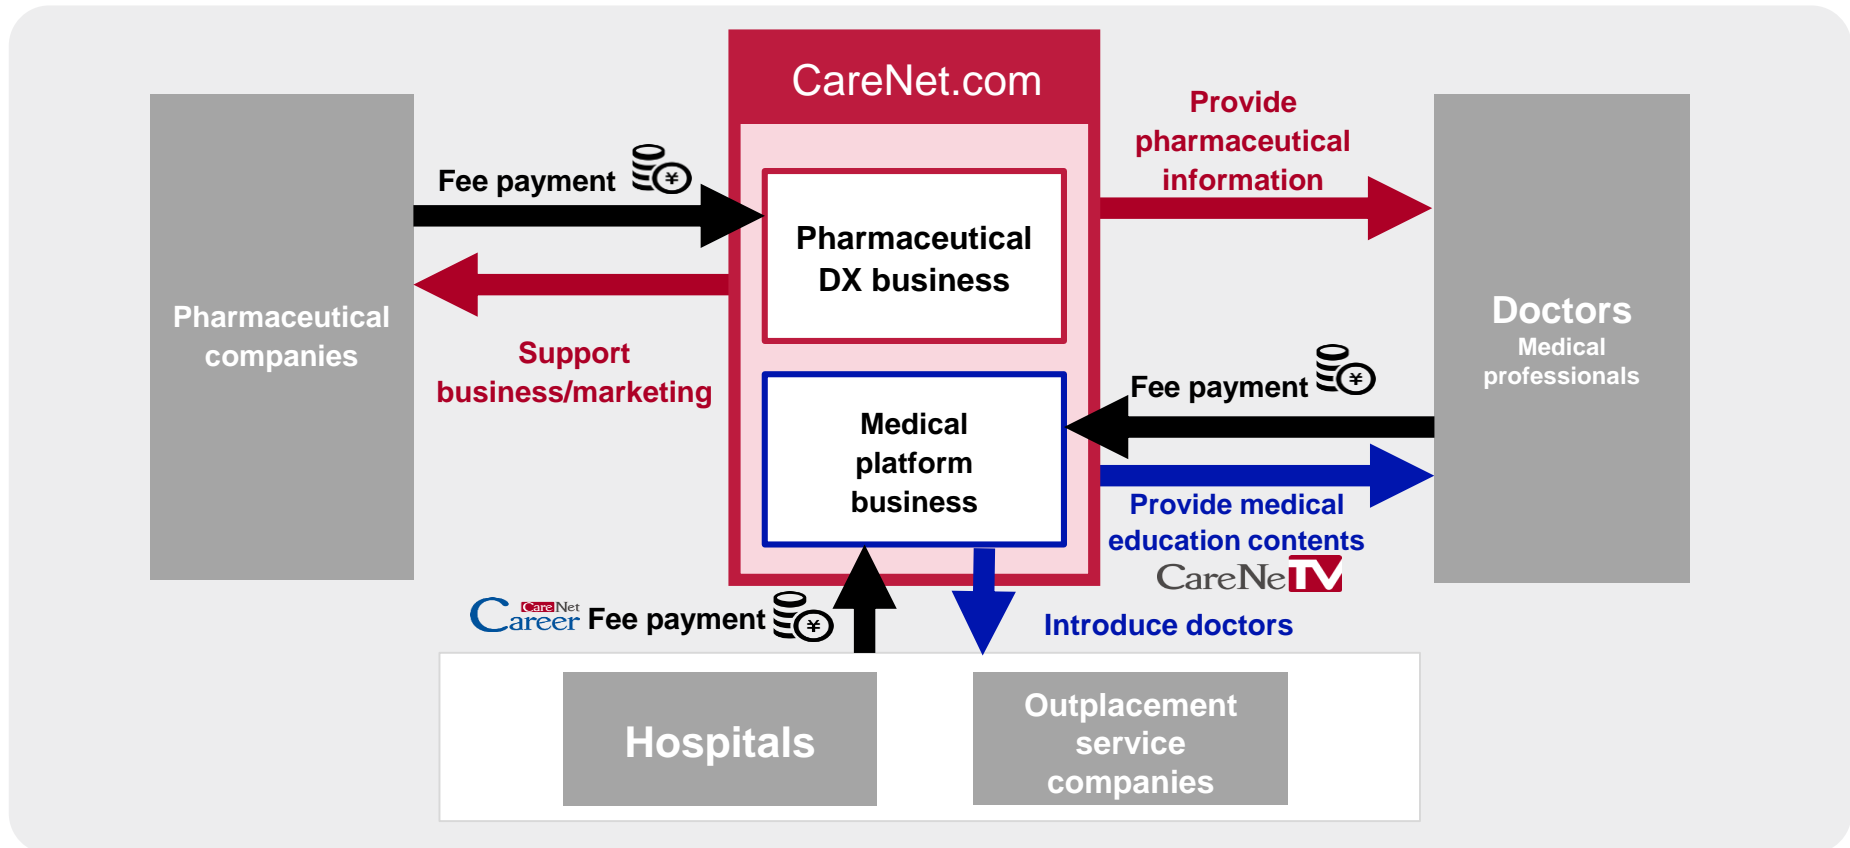 CareNet.com
Pharmaceutical
companies
Fee payment
¥
Support
business/marketing
Pharmaceutical
DX business
Medical
platform
business
Provide
pharmaceutical
information
Fee payment
¥
Provide medical
education contents
CareNeTV
Doctors
Medical
professionals
CareNet
Career
Fee payment
¥
Introduce doctors
Hospitals
Outplacement
service
companies